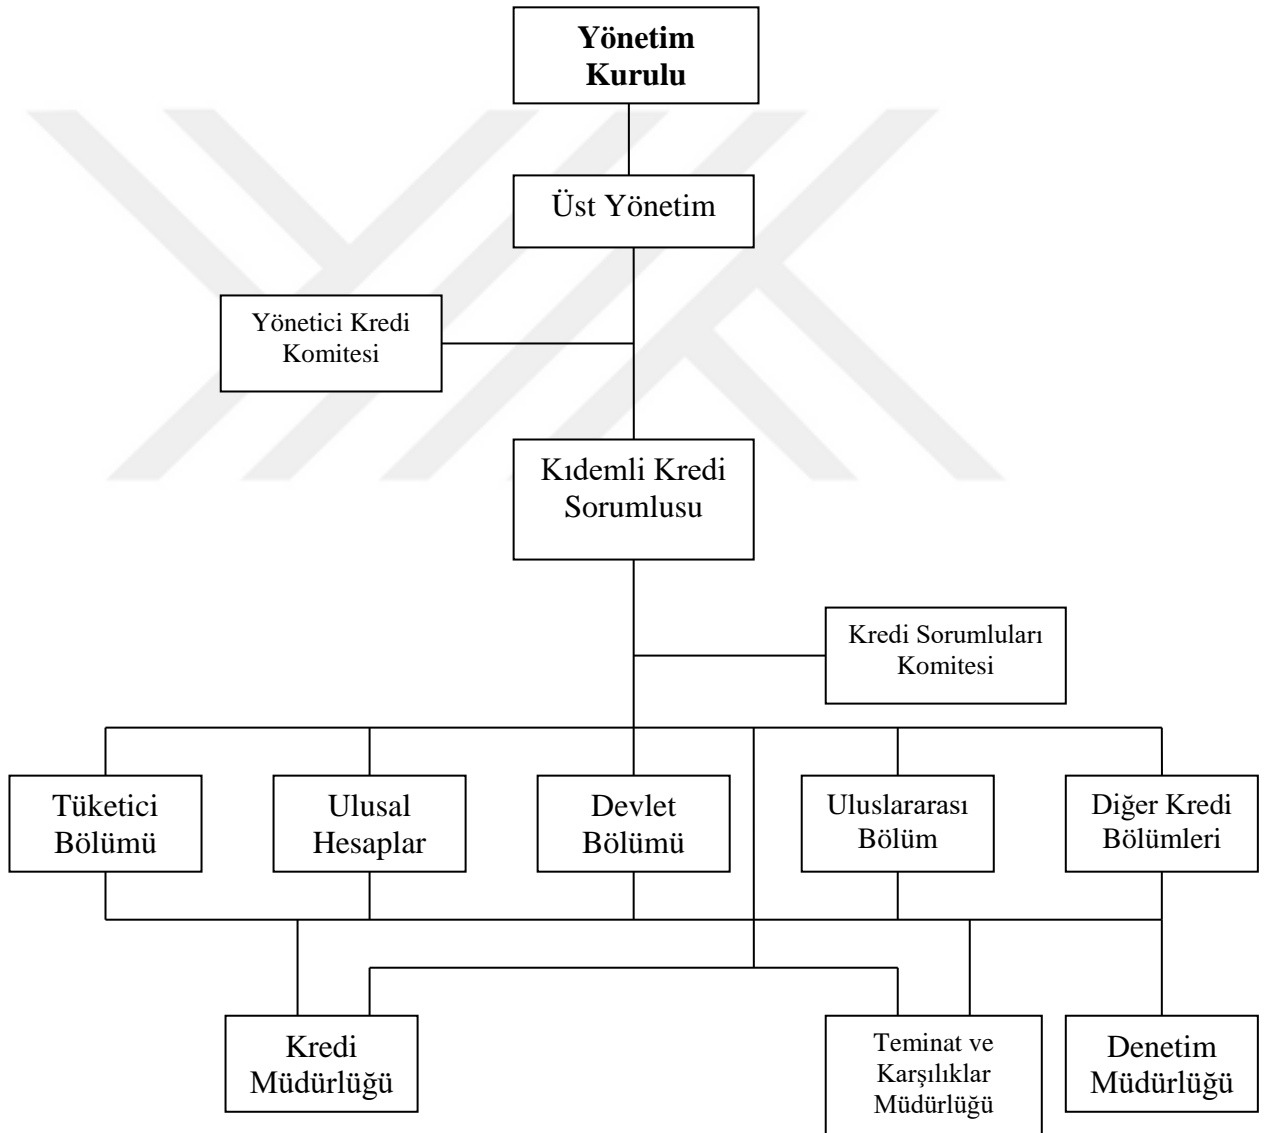 Yönetim
Kurulu
Üst Yönetim
Yönetici Kredi
Komitesi
Kıdemli Kredi
Sorumlusu
Kredi Sorumluları
Komitesi
Tüketici
Bölümü
Ulusal
Hesaplar
Devlet
Bölümü
Uluslararası
Bölüm
Diğer Kredi
Bölümleri
Kredi
Müdürlüğü
Teminat ve
Karşılıklar
Müdürlüğü
Denetim
Müdürlüğü